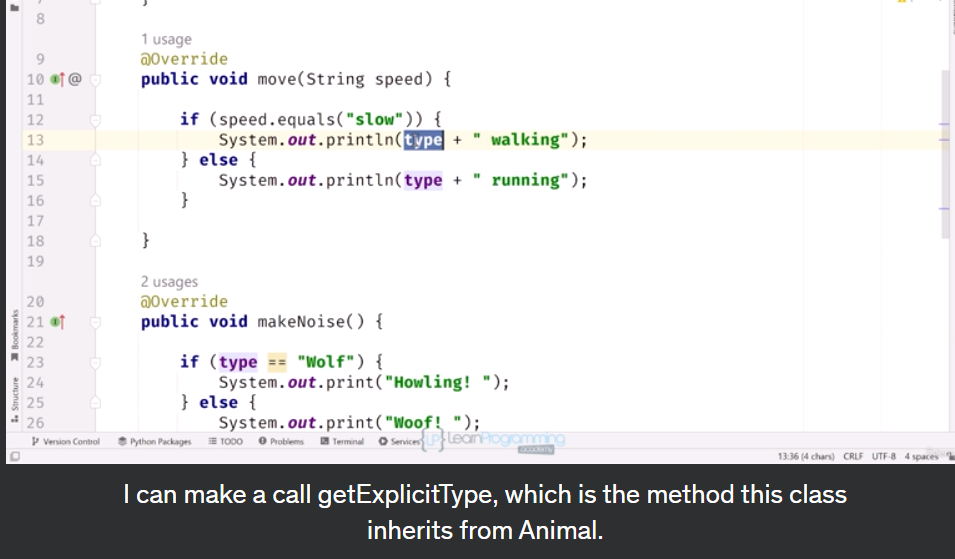 8
1 usage
9 @Override
10 @ public void move(String speed) {
11
12 if (speed.equals("slow")) {
13 System.out.println(type + " walking");
14 } else {
15 System.out.println(type + " running");
16 }
17
18 }
19
2 usages
20 @Override
21 public void makeNoise() {
22
23 if (type == "Wolf") {
24 System.out.print("Howling! ");
25 } else {
26 System.out.print("Woof! ");
Bookmarks
Structure
Version Control Python Packages TODO Problems Terminal Services
{LP} LearnProgramming
academy
13:36 (4 chars) CRLF UTF-8 4 spaces
I can make a call getExplicitType, which is the method this class
inherits from Animal.